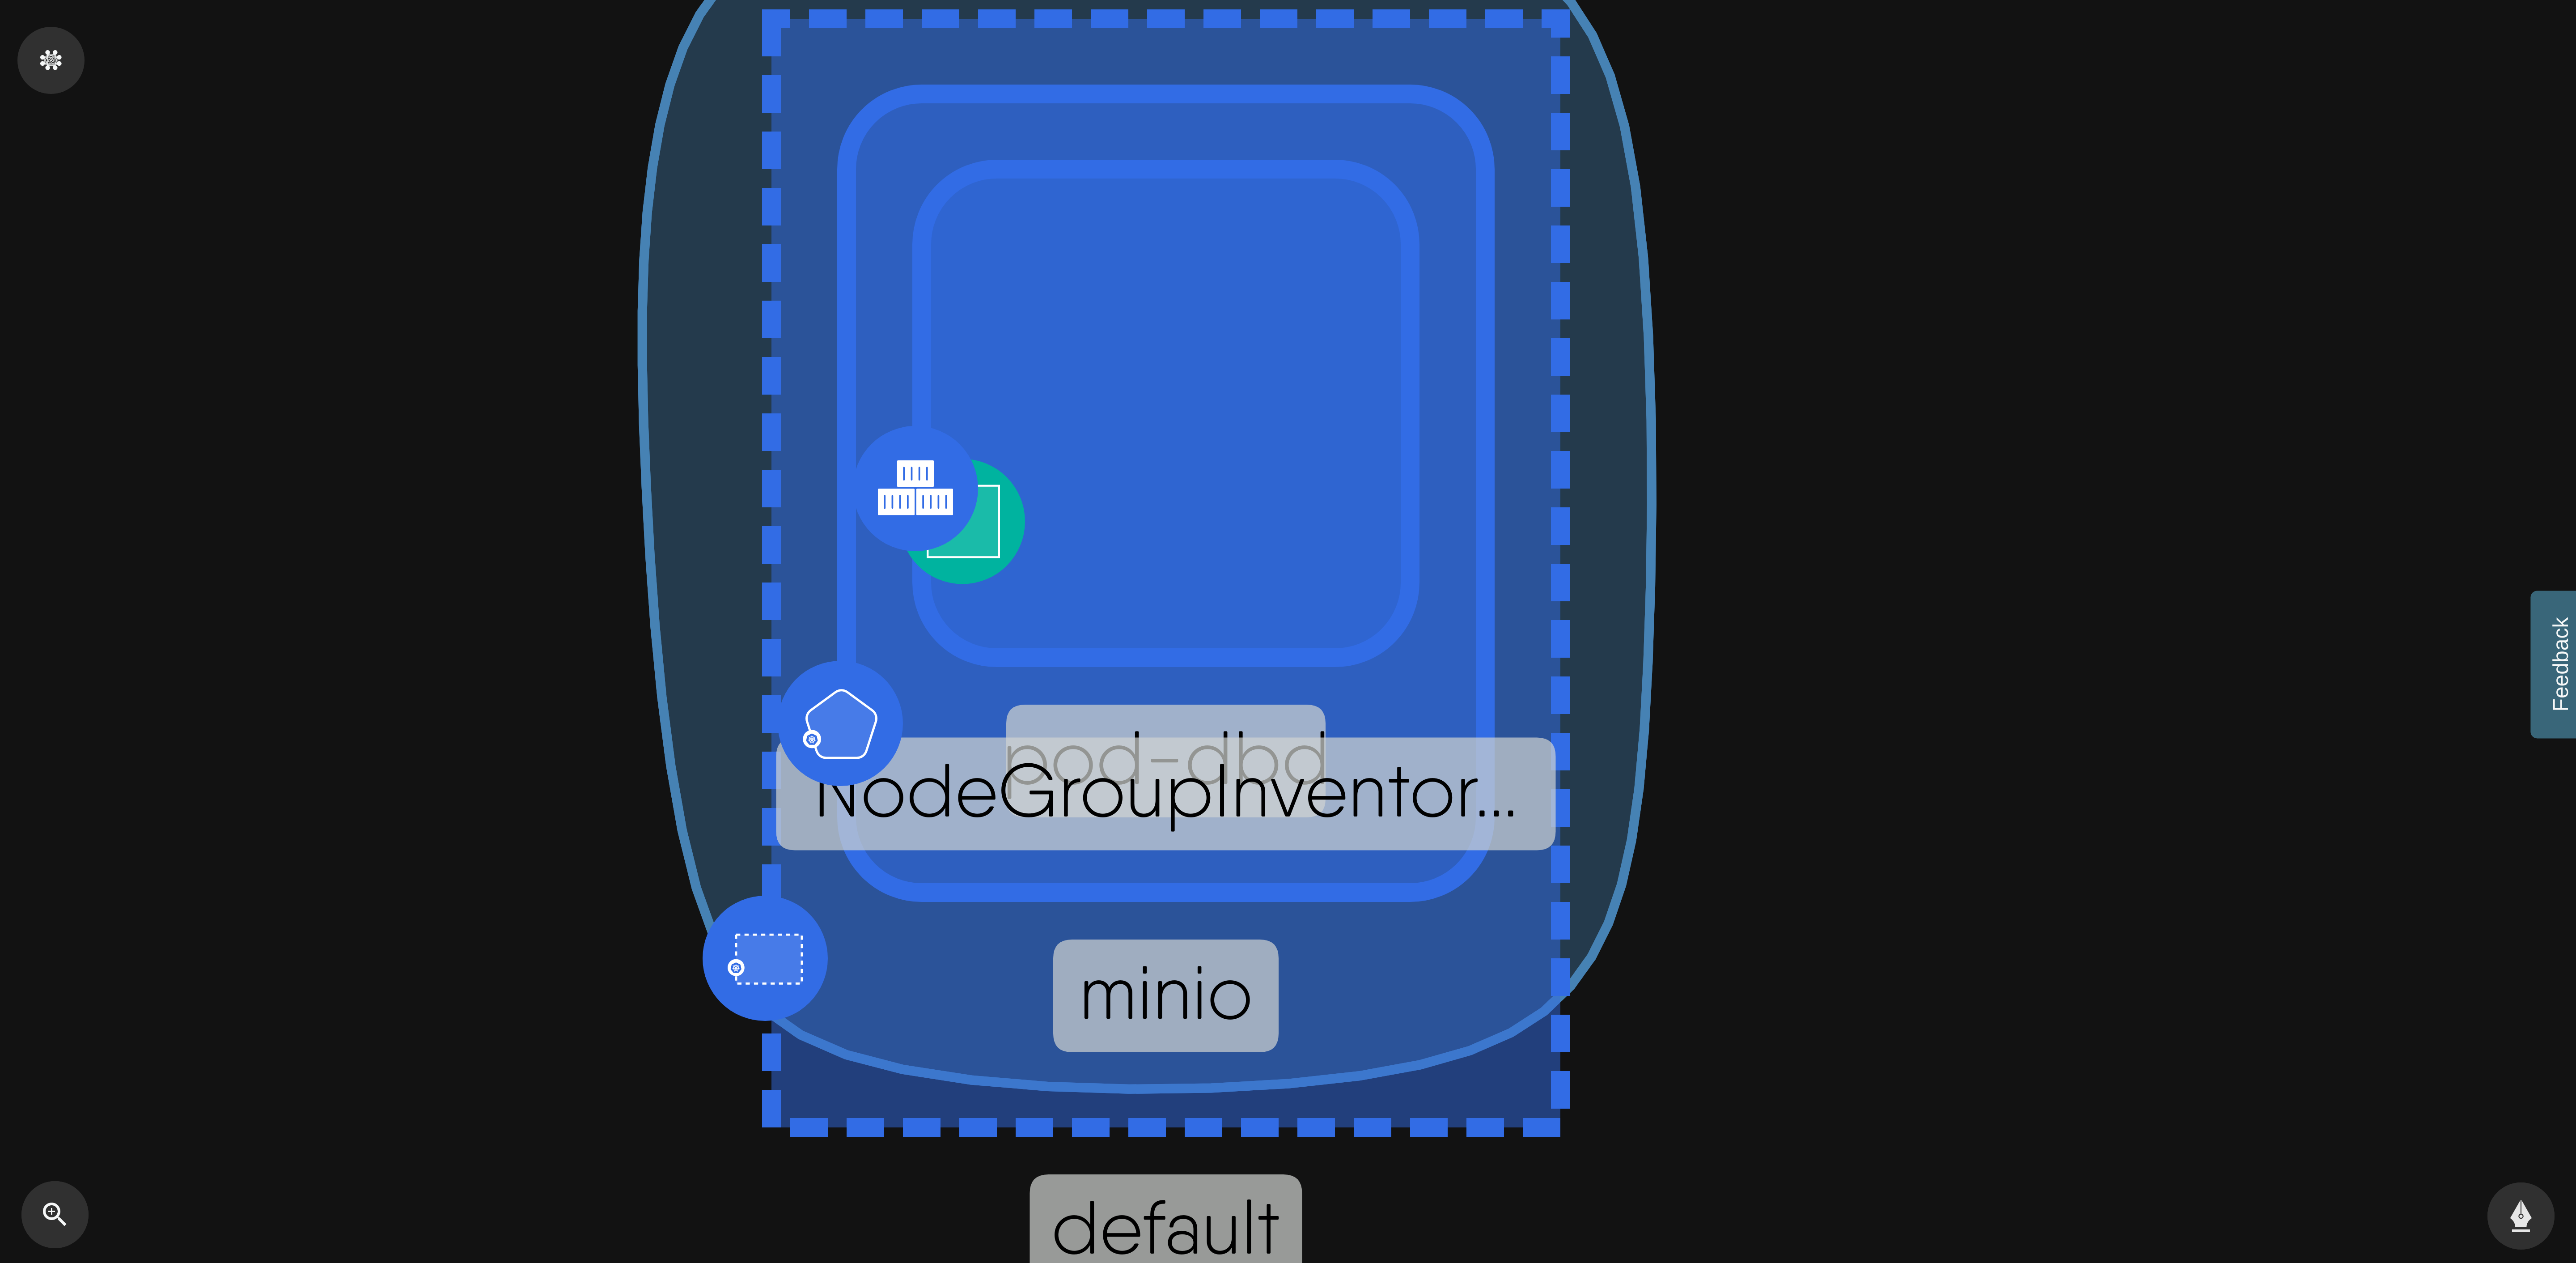 pod-dbd
NodeGroupInventor...
minio
default
Feedback